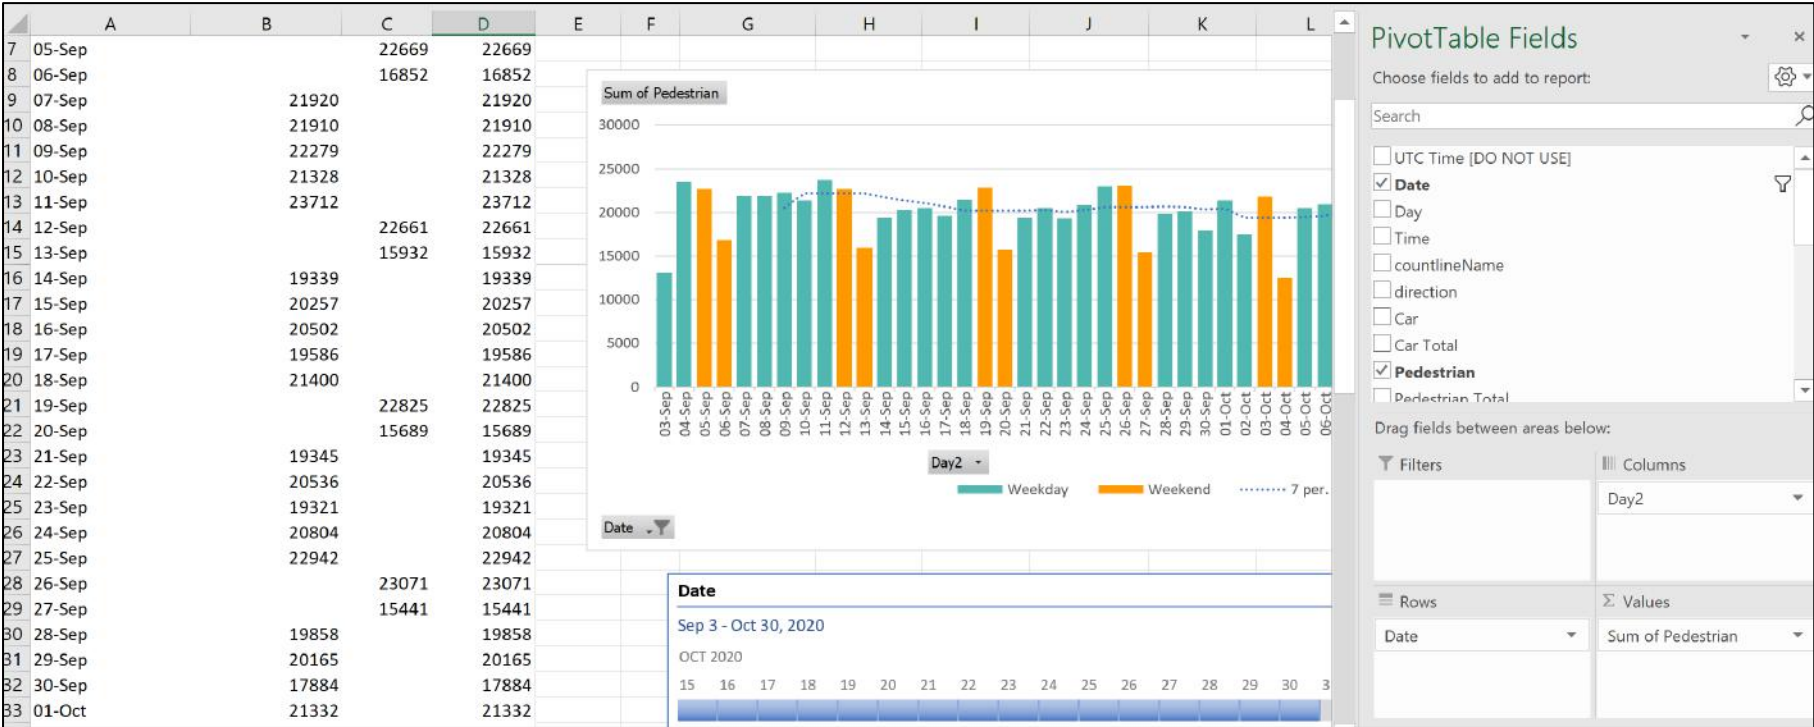 A B C D E F G H I J K L
7 05-Sep 22669 22669
8 06-Sep 16852 16852
9 07-Sep 21920 21920
10 08-Sep 21910 21910
11 09-Sep 22279 22279
12 10-Sep 21328 21328
13 11-Sep 23712 23712
14 12-Sep 22661 22661
15 13-Sep 15932 15932
16 14-Sep 19339 19339
17 15-Sep 20257 20257
18 16-Sep 20502 20502
19 17-Sep 19586 19586
20 18-Sep 21400 21400
21 19-Sep 22825 22825
22 20-Sep 15689 15689
23 21-Sep 19345 19345
24 22-Sep 20536 20536
25 23-Sep 19321 19321
26 24-Sep 20804 20804
27 25-Sep 22942 22942
28 26-Sep 23071 23071
29 27-Sep 15441 15441
30 28-Sep 19858 19858
31 29-Sep 20165 20165
32 30-Sep 17884 17884
33 01-Oct 21332 21332
Sum of Pedestrian
30000
25000
20000
15000
10000
5000
0
03-Sep 04-Sep 05-Sep 06-Sep 07-Sep 08-Sep 09-Sep 10-Sep 11-Sep 12-Sep 13-Sep 14-Sep 15-Sep 16-Sep 17-Sep 18-Sep 19-Sep 20-Sep 21-Sep 22-Sep 23-Sep 24-Sep 25-Sep 26-Sep 27-Sep 28-Sep 29-Sep 30-Sep 01-Oct 02-Oct 03-Oct 04-Oct 05-Oct 06-Oct
Day2
Weekday Weekend 7 per.
Date
Date
Sep 3 - Oct 30, 2020
OCT 2020
15 16 17 18 19 20 21 22 23 24 25 26 27 28 29 30 3
PivotTable Fields
Choose fields to add to report:
Search
UTC Time [DO NOT USE]
Date
Day
Time
countlineName
direction
Car
Car Total
Pedestrian
Pedestrian Total
Drag fields between areas below:
Filters
Columns
Day2
Rows
Date
Σ Values
Sum of Pedestrian